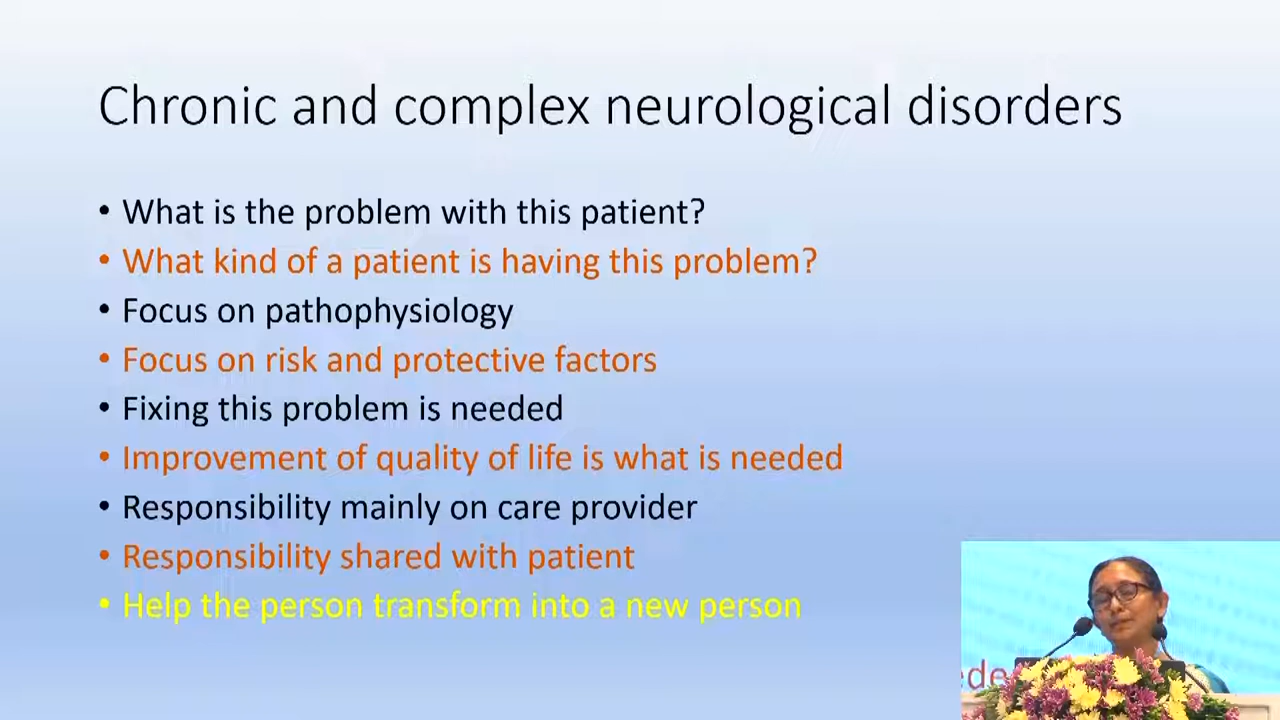 Chronic and complex neurological disorders
• What is the problem with this patient?
• What kind of a patient is having this problem?
• Focus on pathophysiology
• Focus on risk and protective factors
• Fixing this problem is needed
• Improvement of quality of life is what is needed
• Responsibility mainly on care provider
• Responsibility shared with patient
• Help the person transform into a new person